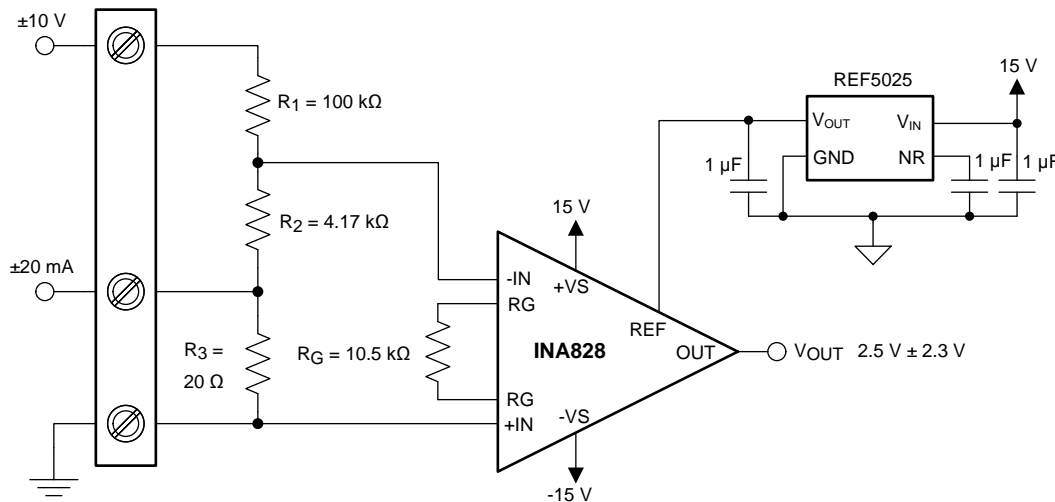 ±10 V
R1 = 100 kΩ
R2 = 4.17 kΩ
±20 mA
R3 =
20 Ω
RG = 10.5 kΩ
-IN
RG
RG
+IN
15 V
+VS
INA828
REF
OUT
-VS
-15 V
VOUT 2.5 V ± 2.3 V
REF5025
VOUT
VIN
GND
NR
15 V
1 µF
1 µF
1 µF